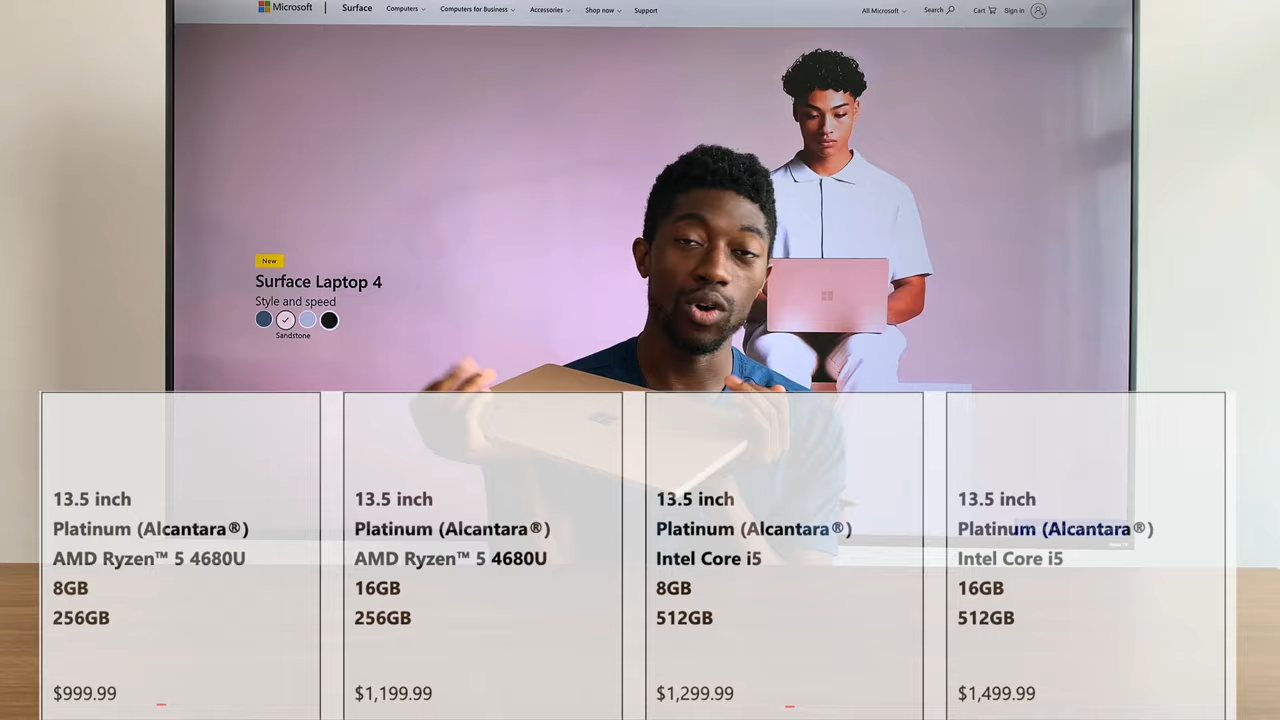 Microsoft
Surface
Computers
Computers for Business
Accessories
Shop now
Support
All Microsoft
Search
Cart
Sign in
New
Surface Laptop 4
Style and speed
Sandstone
13.5 inch
Platinum (Alcantara®)
AMD Ryzen™ 5 4680U
8GB
256GB
$999.99
13.5 inch
Platinum (Alcantara®)
AMD Ryzen™ 5 4680U
16GB
256GB
$1,199.99
13.5 inch
Platinum (Alcantara®)
Intel Core i5
8GB
512GB
$1,299.99
13.5 inch
Platinum (Alcantara®)
Intel Core i5
16GB
512GB
$1,499.99